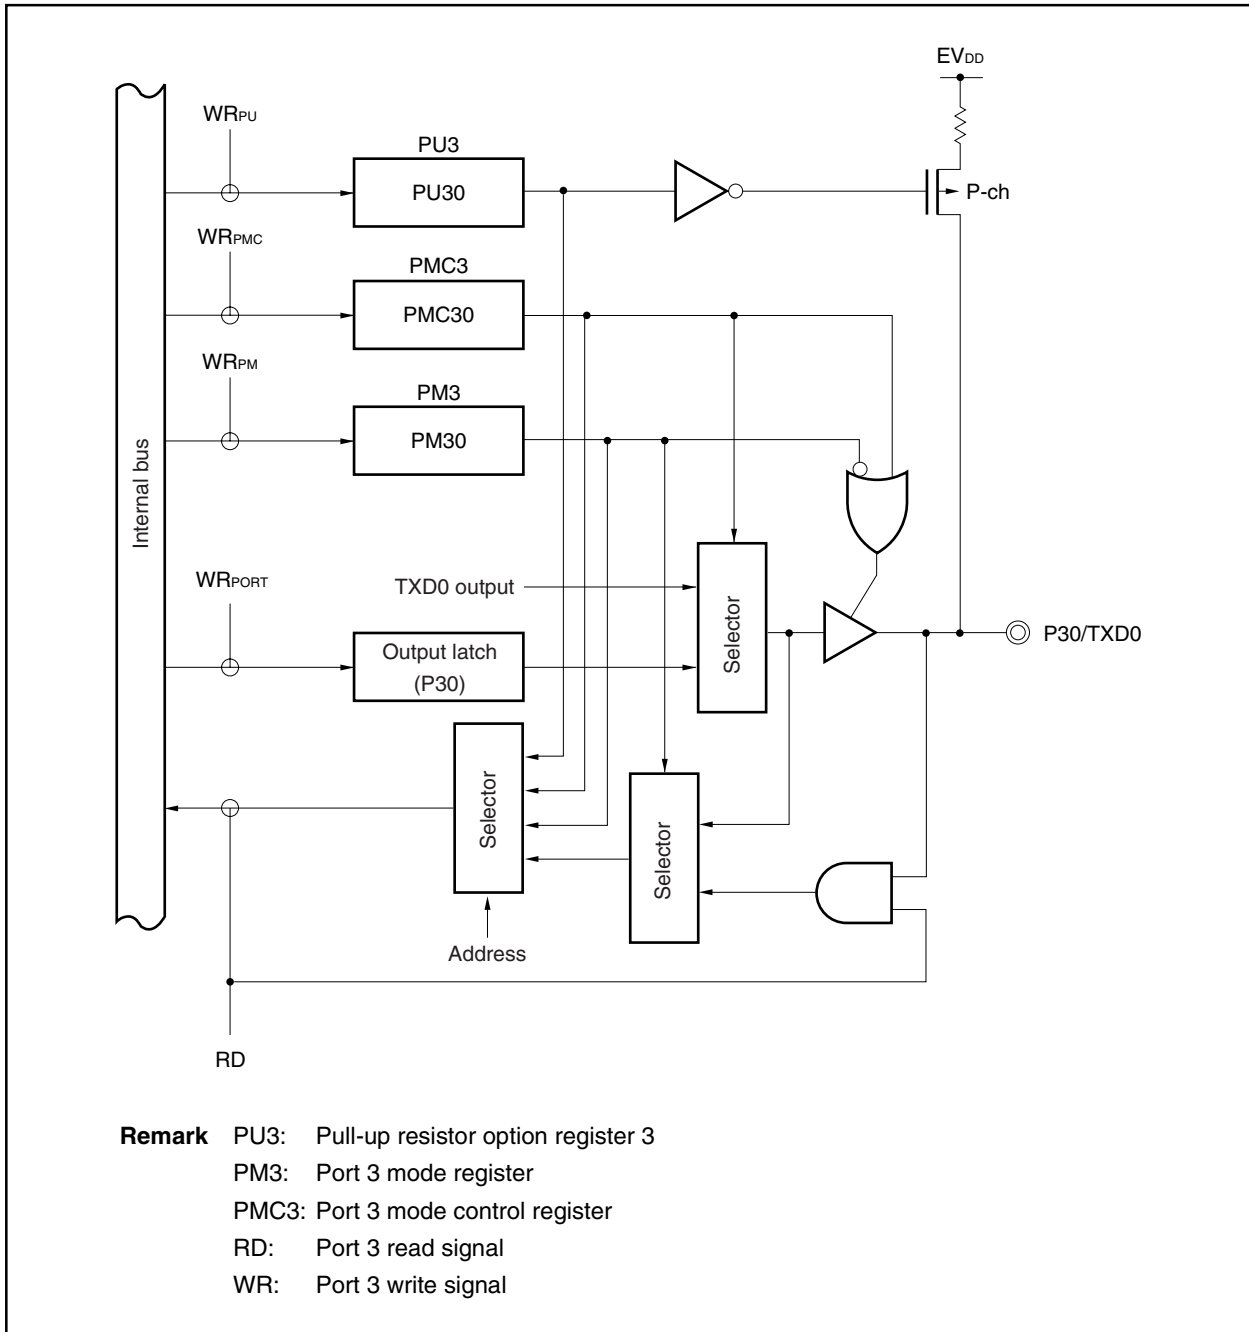 EVDD
WRPU
PU3
PU30
P-ch
WRPMC
PMC3
PMC30
WRPM
PM3
PM30
Internal bus
WRPORT
TXD0 output
Selector
Output latch
(P30)
P30/TXD0
Selector
Selector
Address
RD
Remark PU3: Pull-up resistor option register 3
PM3: Port 3 mode register
PMC3: Port 3 mode control register
RD: Port 3 read signal
WR: Port 3 write signal